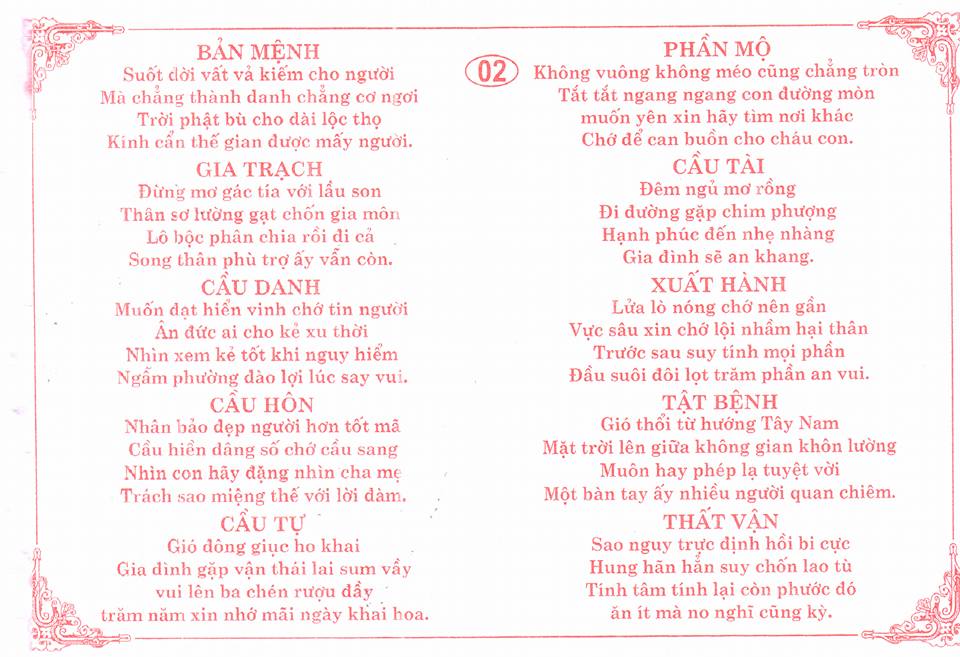 BẢN MỆNH
Suốt đời vất vả kiếm cho người
Mà chẳng thành danh chẳng cơ ngơi
Trời phật bù cho dài lộc thọ
Kính cẩn thế gian được mấy người.
GIA TRẠCH
Đừng mơ gác tía với lầu son
Thân sơ lường gạt chốn gia môn
Lô bộc phân chia rồi đi cả
Song thân phù trợ ấy vẫn còn.
CẦU DANH
Muốn đạt hiển vinh chớ tin người
Ân đức ai cho kẻ xu thời
Nhìn xem kẻ tốt khi nguy hiểm
Ngẫm phường đào lợi lúc say vui.
CẦU HÔN
Nhân bảo đẹp người hơn tốt mã
Cầu hiền dâng số chớ cầu sang
Nhìn con hãy đặng nhìn cha mẹ
Trách sao miệng thế với lời dàm.
CẦU TỰ
Gió đông giục ho khai
Gia đình gặp vận thái lai sum vầy
vui lên ba chén rượu đầy
trăm năm xin nhớ mãi ngày khai hoa.
02
PHẦN MỘ
Không vuông không méo cũng chẳng tròn
Tắt tắt ngang ngang con đường mòn
muốn yên xin hãy tìm nơi khác
Chớ để can buồn cho cháu con.
CẦU TÀI
Đêm ngủ mơ rồng
Đi đường gặp chim phượng
Hạnh phúc đến nhẹ nhàng
Gia đình sẽ an khang.
XUẤT HÀNH
Lửa lò nóng chớ nên gần
Vực sâu xin chớ lội nhầm hại thân
Trước sau suy tính mọi phần
Đầu suôi đôi lọt trăm phần an vui.
TẬT BỆNH
Gió thổi từ hướng Tây Nam
Mặt trời lên giữa không gian khôn lường
Muôn hay phép lạ tuyệt vời
Một bàn tay ấy nhiều người quan chiêm.
THẤT VẬN
Sao nguy trực định hồi bi cực
Hung hãn hẳn suy chốn lao tù
Tính tâm tính lại còn phước đó
ăn ít mà no nghĩ cũng kỳ.